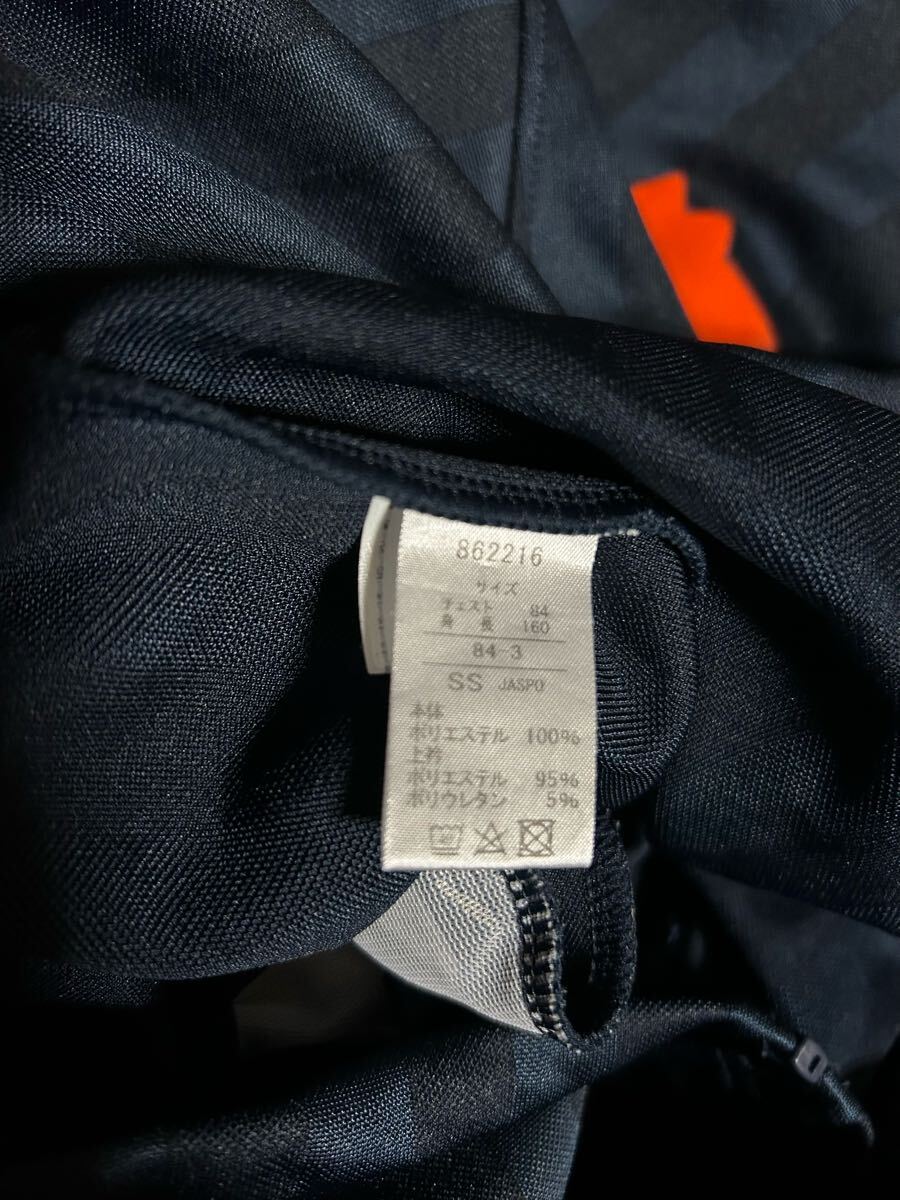 862216
サイズ
チェスト 84
身長 160
84-3
SS JASPO
本体
ポリエステル 100%
上衿
ポリエステル 95%
ポリウレタン 5%